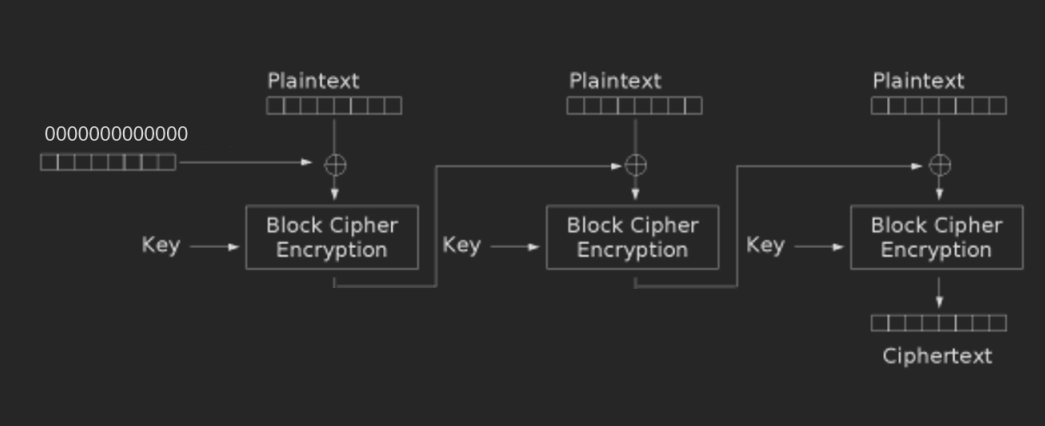 Plaintext
Plaintext
Plaintext
0000000000000
Key
Block Cipher
Encryption
Key
Block Cipher
Encryption
Key
Block Cipher
Encryption
Ciphertext